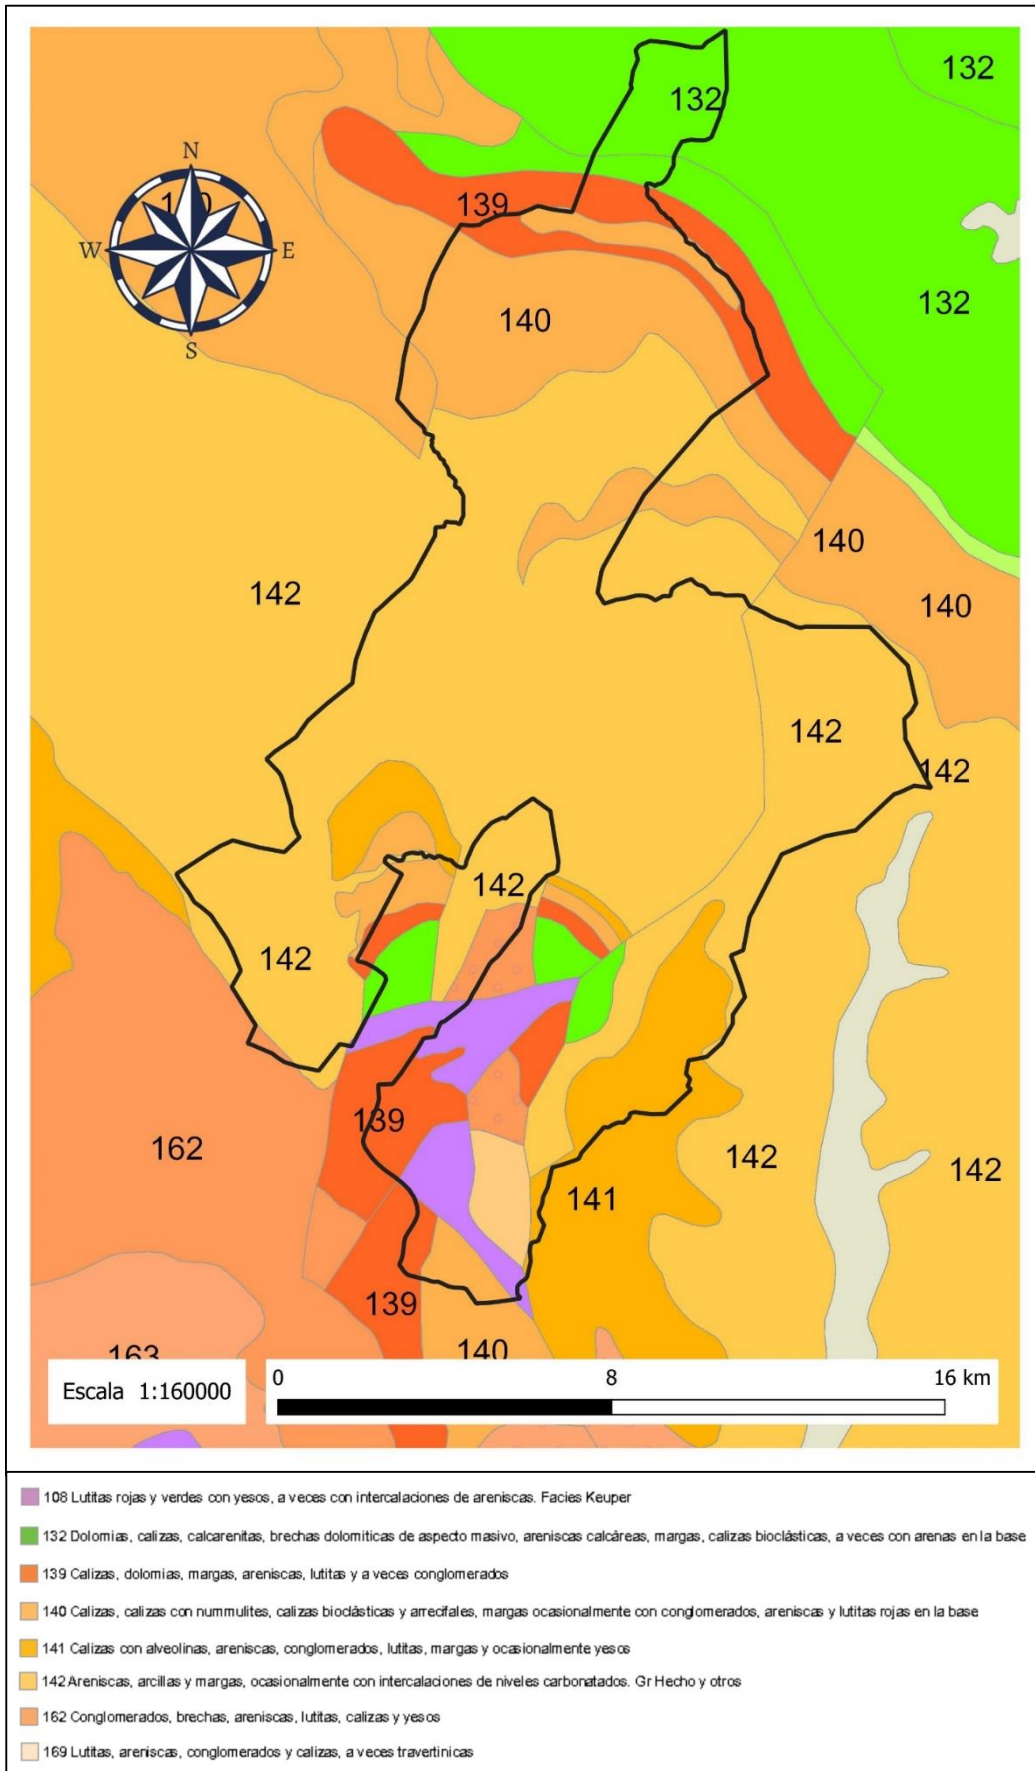 132
132
N
139
W
E
132
S
140
140
142
140
142
142
142
142
139
162
142
142
141
139
163
140
Escala 1:160000
0 8 16 km
108 Lutitas rojas y verdes con yesos, a veces con intercalaciones de areniscas. Facies Keuper
132 Dolomias, calizas, calcarenitas, brechas dolomiticas de aspecto masivo, areniscas calcáreas, margas, calizas bioclásticas, a veces con arenas en la base
139 Calizas, dolomias, margas, areniscas, lutitas y a veces conglomerados
140 Calizas, calizas con nummulites, calizas bioclásticas y arrecifales, margas ocasionalmente con conglomerados, areniscas y lutitas rojas en la base
141 Calizas con alveolinas, areniscas, conglomerados, lutitas, margas y ocasionalmente yesos
142 Areniscas, arcillas y margas, ocasionalmente con intercalaciones de niveles carbonatados. Gr Hecho y otros
162 Conglomerados, brechas, areniscas, lutitas, calizas y yesos
169 Lutitas, areniscas, conglomerados y calizas, a veces travertinicas